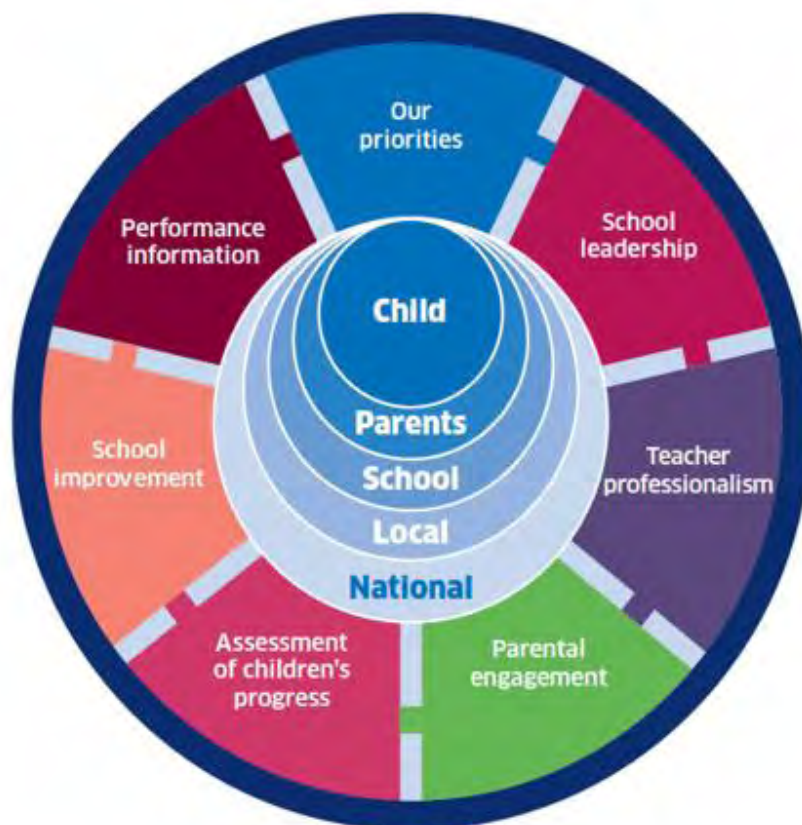 Our
priorities
School
leadership
Teacher
professionalism
Parental
engagement
Assessment
of children's
progress
School
improvement
Performance
information
Child
Parents
School
Local
National